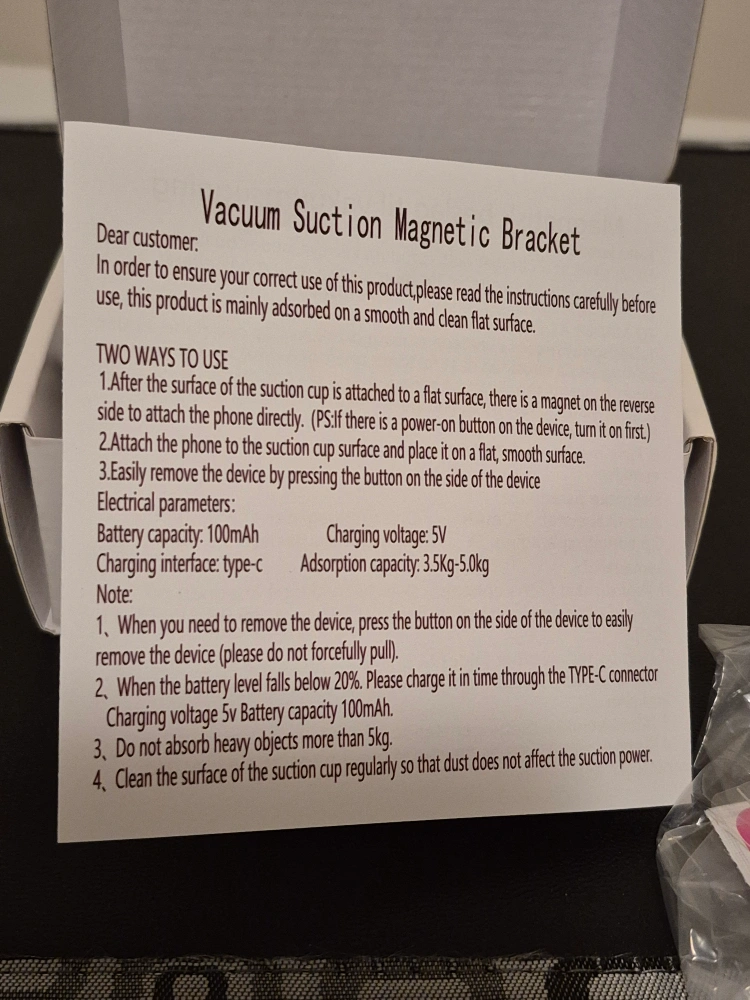 Vacuum Suction Magnetic Bracket
Dear customer:
In order to ensure your correct use of this product,please read the instructions carefully before
use, this product is mainly adsorbed on a smooth and clean flat surface.
TWO WAYS TO USE
1.After the surface of the suction cup is attached to a flat surface, there is a magnet on the reverse
side to attach the phone directly. (PS:If there is a power-on button on the device, turn it on first.)
2.Attach the phone to the suction cup surface and place it on a flat, smooth surface.
3.Easily remove the device by pressing the button on the side of the device
Electrical parameters:
Battery capacity: 100mAh Charging voltage: 5V
Charging interface: type-c Adsorption capacity: 3.5Kg-5.0kg
Note:
1、When you need to remove the device, press the button on the side of the device to easily
remove the device (please do not forcefully pull).
2、When the battery level falls below 20%. Please charge it in time through the TYPE-C connector
Charging voltage 5v Battery capacity 100mAh.
3、Do not absorb heavy objects more than 5kg.
4、Clean the surface of the suction cup regularly so that dust does not affect the suction power.